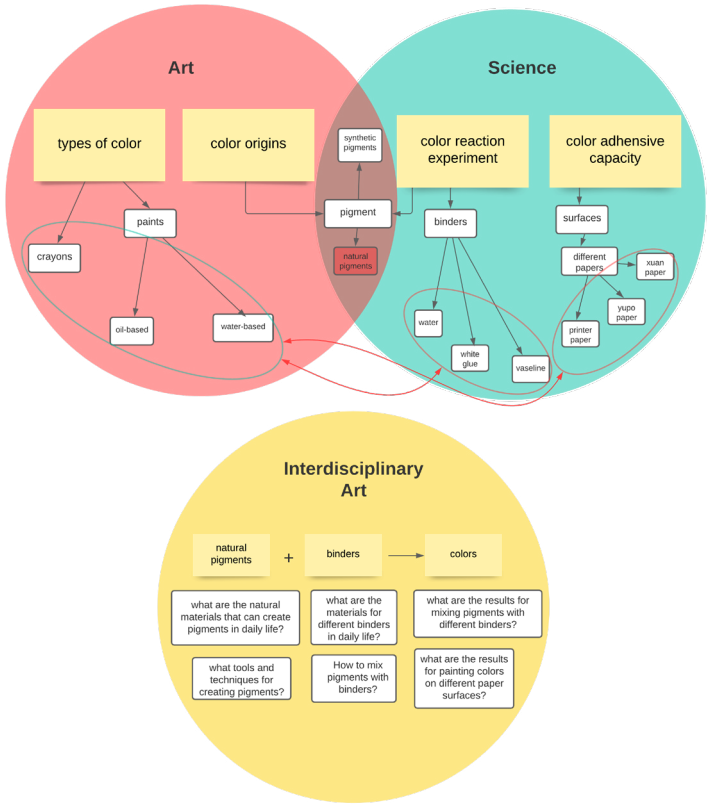 Art
Science
types of color
color origins
synthetic
pigments
color reaction
experiment
color adhensive
capacity
pigment
paints
binders
surfaces
crayons
natural
pigments
different
papers
xuan
paper
oil-based
water-based
water
yupo
paper
printer
paper
white
glue
vaseline
Interdisciplinary
Art
natural
pigments
+
binders
colors
what are the natural
materials that can create
pigments in daily life?
what are the
materials for
different binders
in daily life?
what are the results for
mixing pigments with
different binders?
what tools and
techniques for
creating pigments?
How to mix
pigments with
binders?
what are the results
for painting colors
on different paper
surfaces?